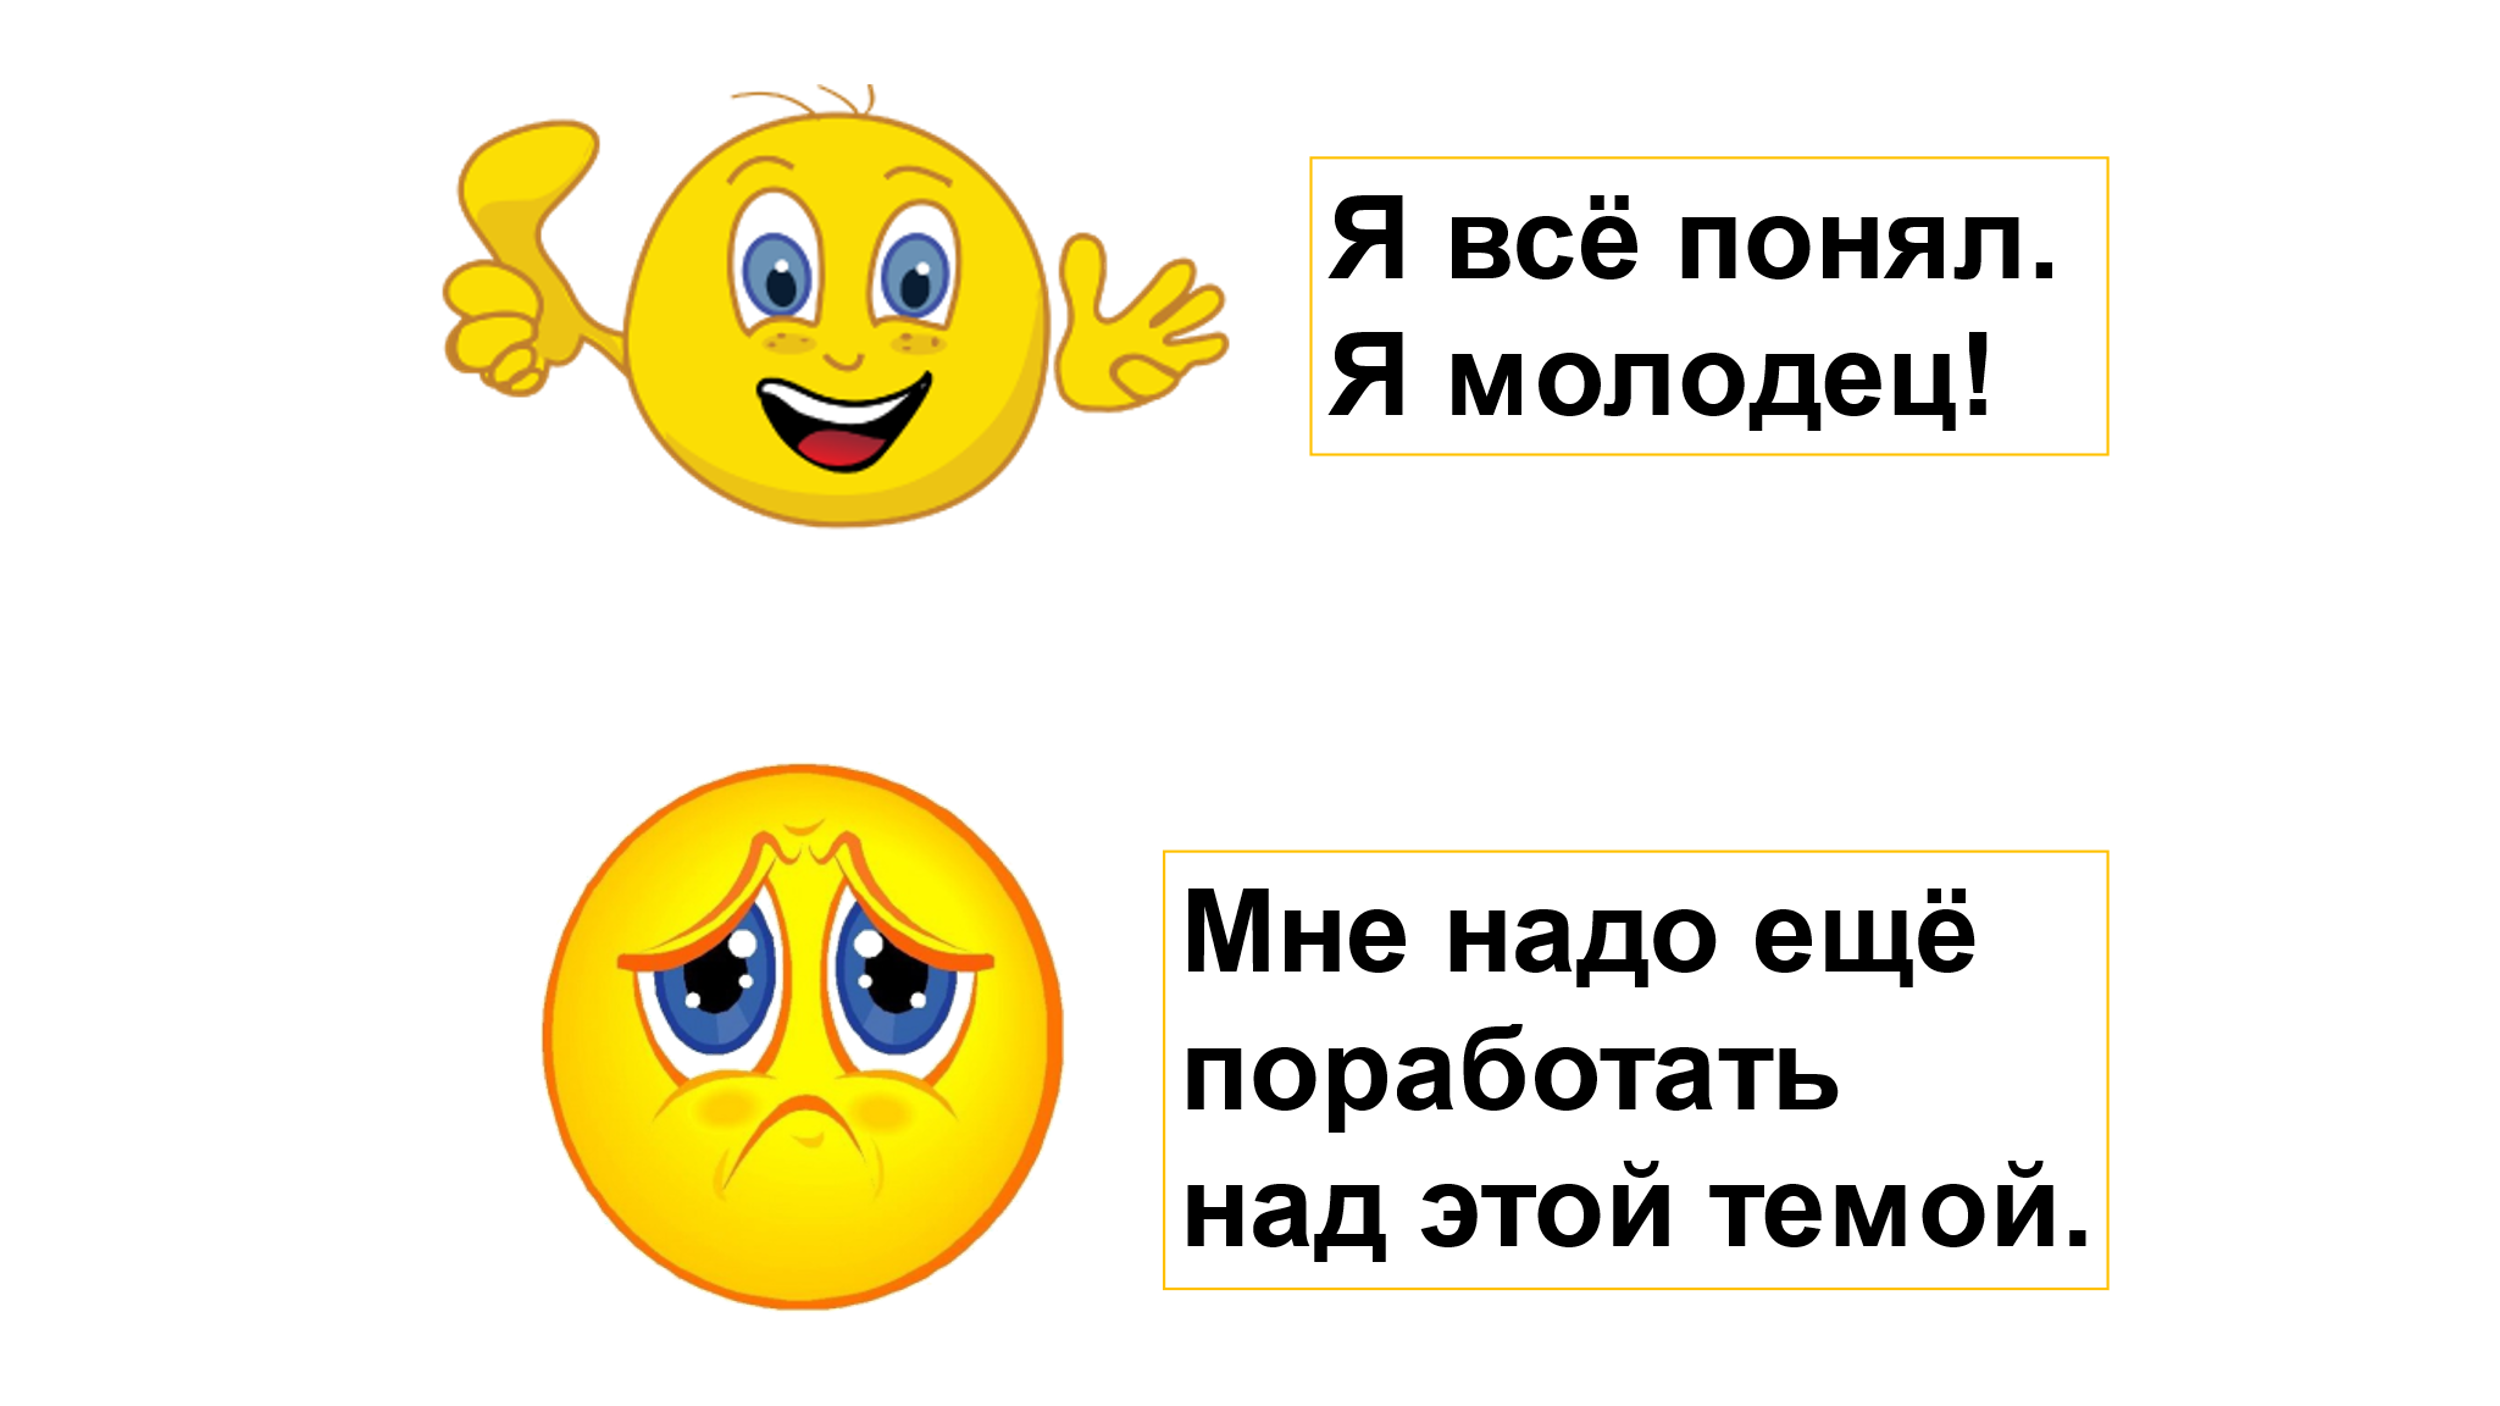 Я всё понял.
Я молодец!
Мне надо ещё
поработать
над этой темой.